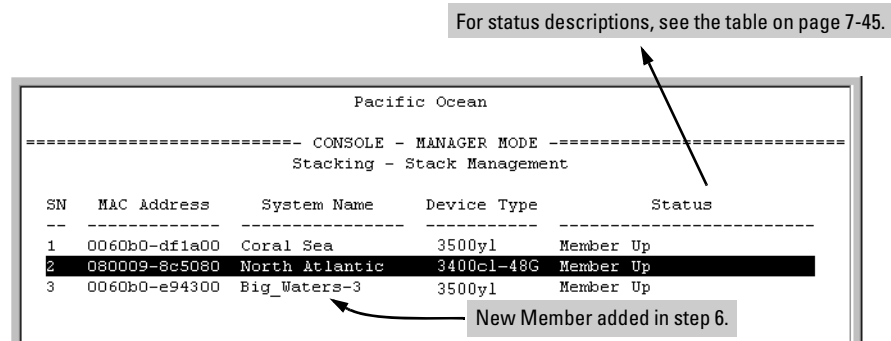 For status descriptions, see the table on page 7-45.
Pacific Ocean
==========================- CONSOLE - MANAGER MODE -============================
Stacking - Stack Management
SN MAC Address System Name Device Type Status
-- ------------- ---------------- ----------- -------------------------
1 0060b0-df1a00 Coral Sea 3500yl Member Up
2 080009-8c5080 North Atlantic 3400cl-48G Member Up
3 0060b0-e94300 Big_Waters-3 3500yl Member Up
New Member added in step 6.